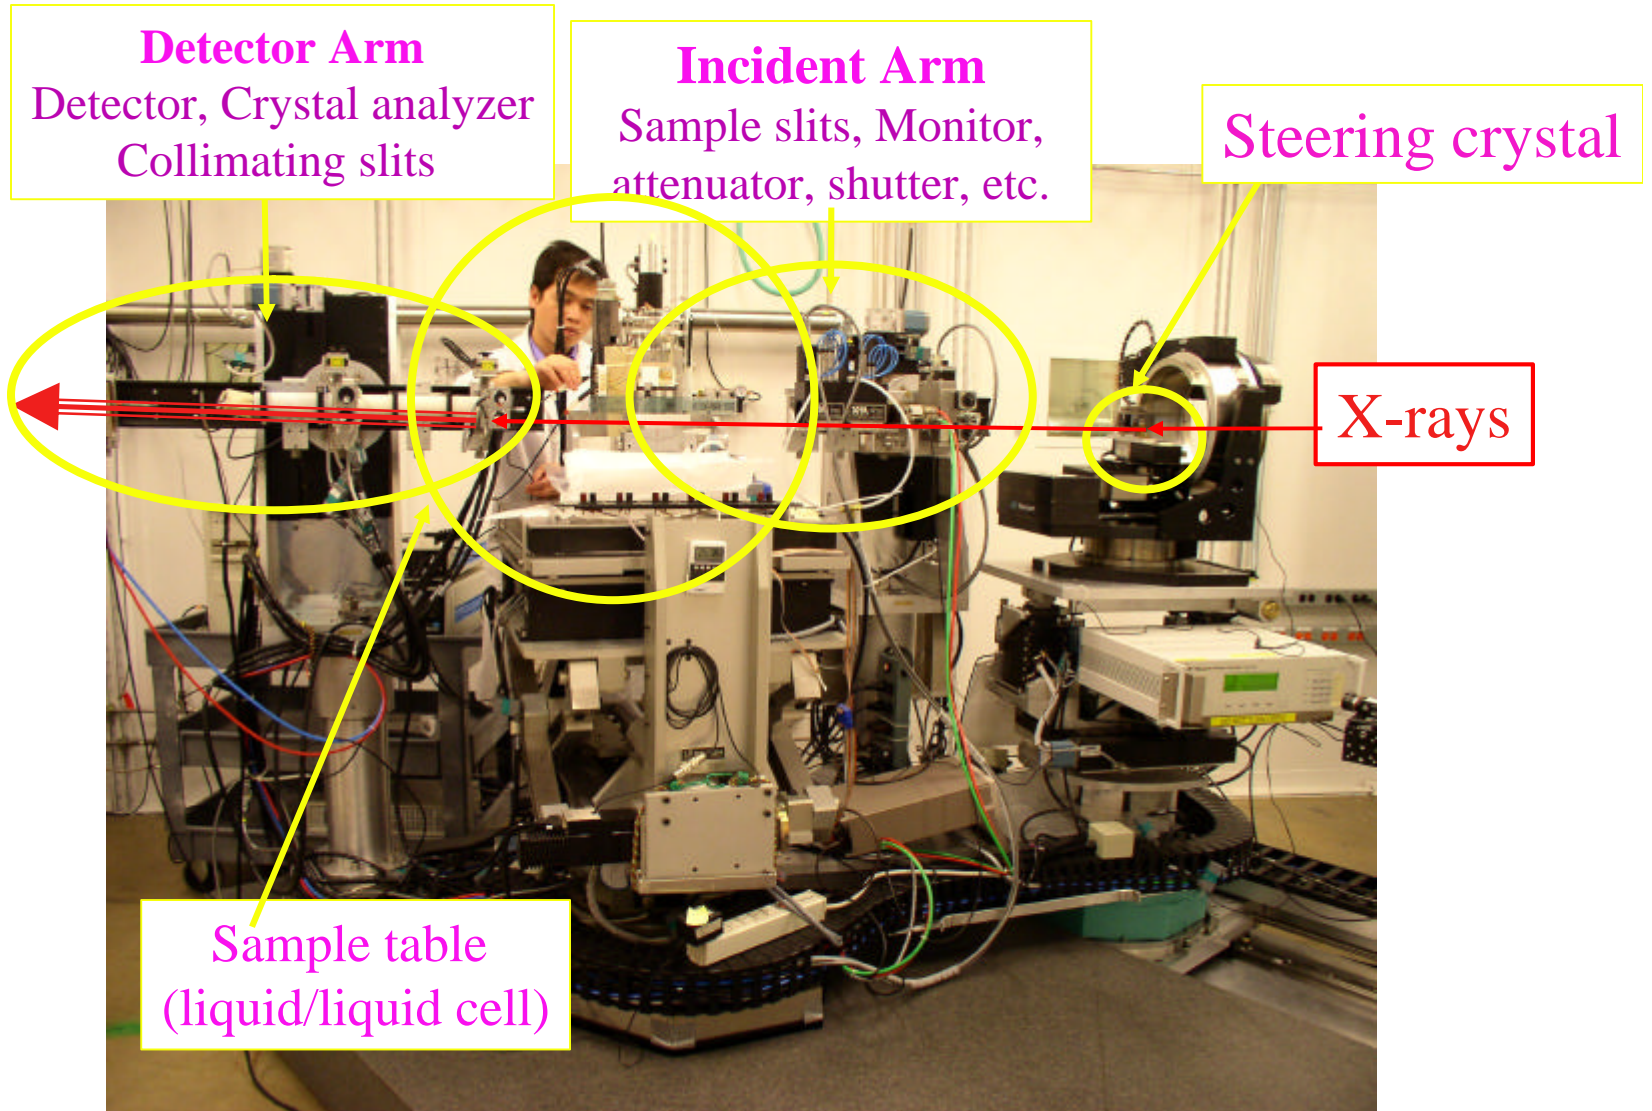 Detector Arm
Detector, Crystal analyzer
Collimating slits
Incident Arm
Sample slits, Monitor,
attenuator, shutter, etc.
Steering crystal
X-rays
Sample table
(liquid/liquid cell)